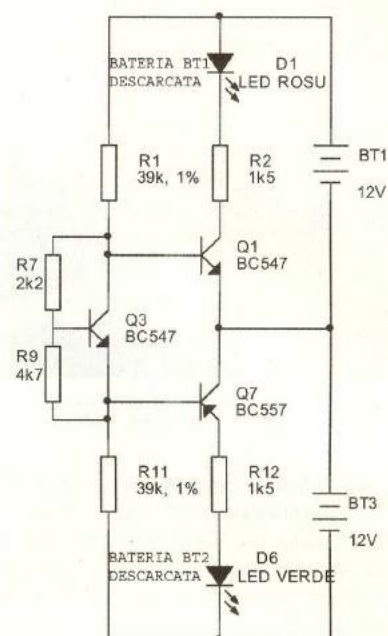 BATERIA BT1
DESCARCATA
D1
LED ROSU
R1
39k, 1%
R2
1k5
BT1
12V
R7
2k2
Q1
BC547
Q3
BC547
R9
4k7
Q7
BC557
R11
39k, 1%
R12
1k5
BT3
12V
BATERIA BT2
DESCARCATA
D6
LED VERDE